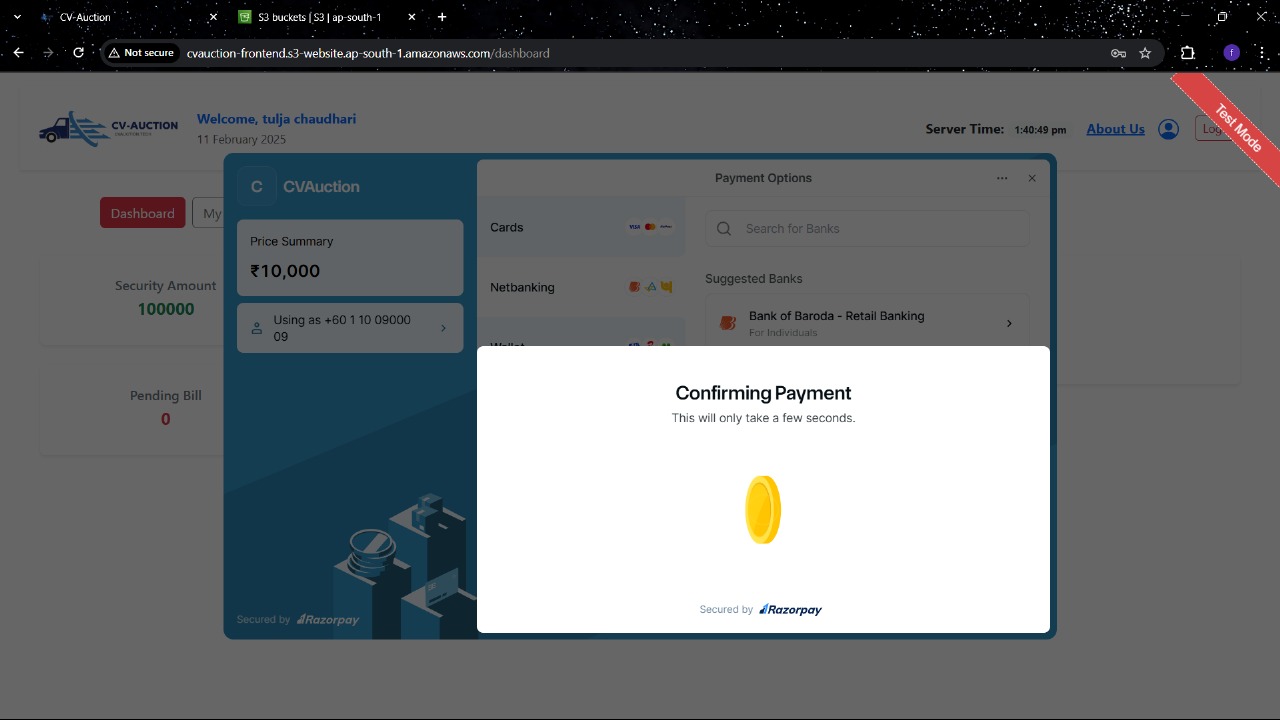 CV-Auction
S3 buckets | S3 | ap-south-1
Not secure
cvauction-frontend.s3-website.ap-south-1.amazonaws.com/dashboard
f
CV-AUCTION
Welcome, tulja chaudhari
11 February 2025
Server Time: 1:40:49 pm
About Us
Log
Test Mode
Dashboard
My
Security Amount
100000
Pending Bill
0
C
CVAuction
Price Summary
₹10,000
Using as +60 1 10 09000
09
Secured by Razorpay
Payment Options
Cards
VISA
Netbanking
Wallet
Search for Banks
Suggested Banks
Bank of Baroda - Retail Banking
For Individuals
Confirming Payment
This will only take a few seconds.
Secured by Razorpay